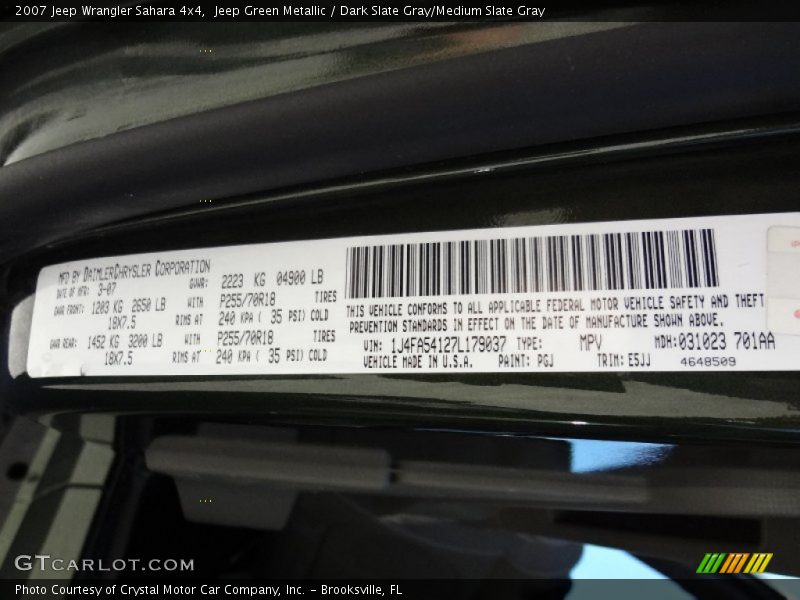 2007 Jeep Wrangler Sahara 4x4,  Jeep Green Metallic / Dark Slate Gray/Medium Slate Gray
MFD BY DAIMLERCHRYSLER CORPORATION
DATE OF MFR: 3-07 GVWR: 2223 KG 04900 LB
GAWR FRONT: 1203 KG 2650 LB WITH P255/70R18 TIRES
18X7.5 RIMS AT 240 KPA ( 35 PSI) COLD
GAWR REAR: 1452 KG 3200 LB WITH P255/70R18 TIRES
18X7.5 RIMS AT 240 KPA ( 35 PSI) COLD
THIS VEHICLE CONFORMS TO ALL APPLICABLE FEDERAL MOTOR VEHICLE SAFETY AND THEFT
PREVENTION STANDARDS IN EFFECT ON THE DATE OF MANUFACTURE SHOWN ABOVE.
VIN: 1J4FA54127L179037 TYPE: MPV MDH:031023 701AA
VEHICLE MADE IN U.S.A. PAINT: PGJ TRIM: E5JJ 4648509
GTCARLOT.COM
Photo Courtesy of Crystal Motor Car Company, Inc. – Brooksville, FL